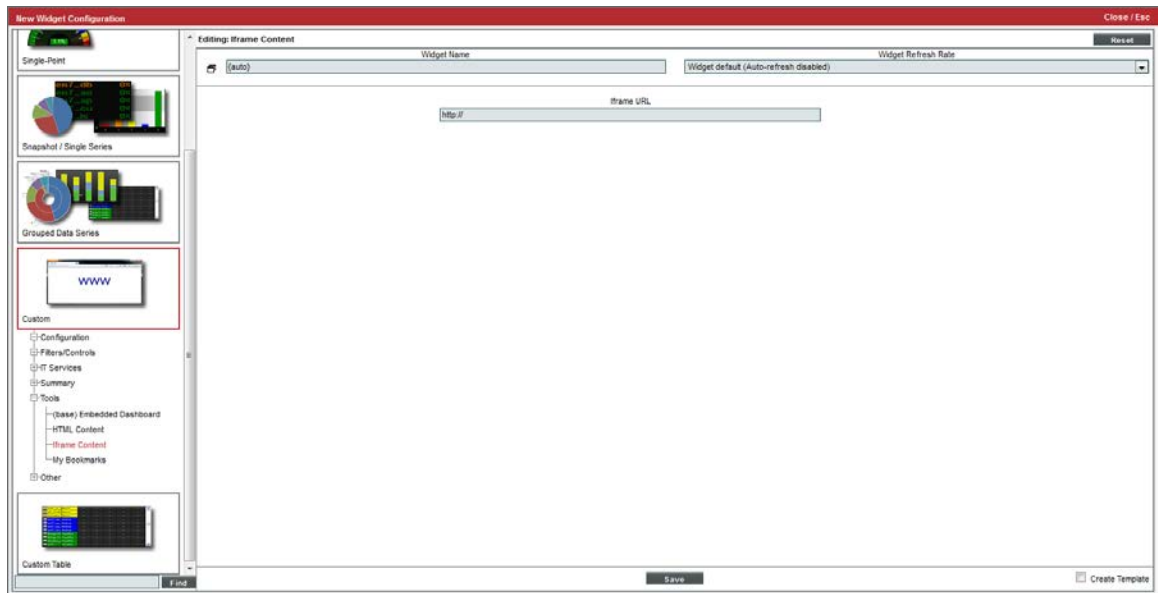 New Widget Configuration
Close / Esc
Single-Point
Snapshot / Single Series
Grouped Data Series
www
Custom
Configuration
Filters/Controls
IT Services
Summary
Tools
(base) Embedded Dashboard
HTML Content
Iframe Content
My Bookmarks
Other
Custom Table
Find
Editing: Iframe Content
Reset
Widget Name
Widget Refresh Rate
{auto}
Widget default (Auto-refresh disabled)
Iframe URL
http://
Save
Create Template